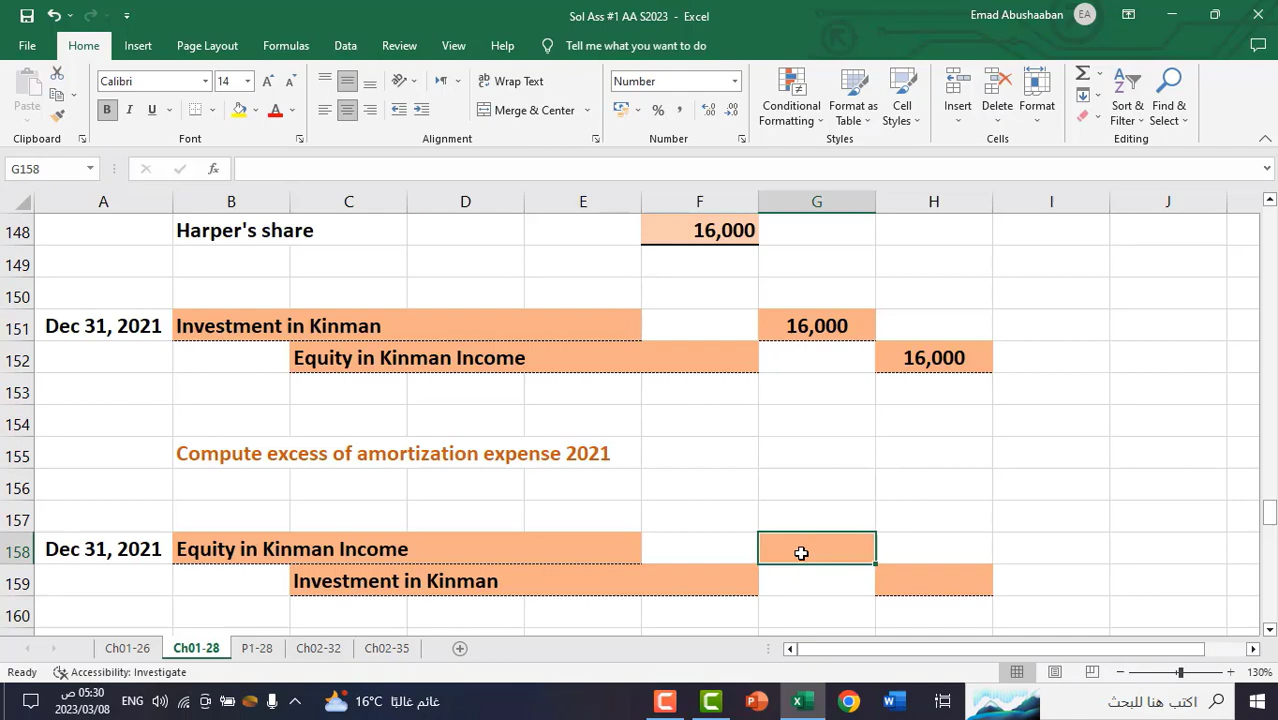 Sol Ass #1 AA S2023 - Excel
Emad Abushaaban
EA
File
Home
Insert
Page Layout
Formulas
Data
Review
View
Help
Tell me what you want to do
Paste
Clipboard
Calibri
14
B
I
U
Font
Wrap Text
Merge & Center
Alignment
Number
%
Number
Conditional Formatting
Format as Table
Cell Styles
Styles
Insert
Delete
Format
Cells
Sort & Filter
Find & Select
Editing
G158
fx
A B C D E F G H I J
148 Harper's share 16,000
149
150
151 Dec 31, 2021 Investment in Kinman 16,000
152 Equity in Kinman Income 16,000
153
154
155 Compute excess of amortization expense 2021
156
157
158 Dec 31, 2021 Equity in Kinman Income
159 Investment in Kinman
160
Ch01-26
Ch01-28
P1-28
Ch02-32
Ch02-35
Ready
Accessibility: Investigate
130%
05:30 ص
2023/03/08
ENG
16°C غائم غالبًا
اكتب هنا للبحث